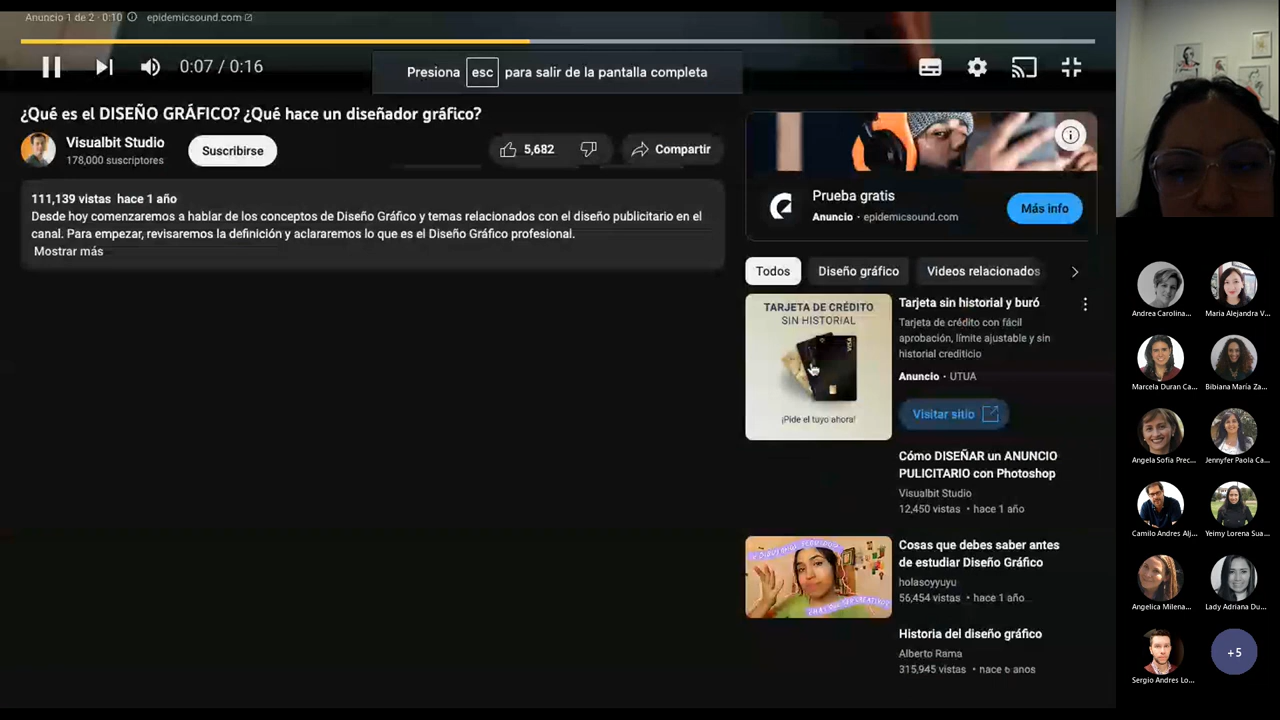 Anuncio 1 de 2 · 0:10 epidemicsound.com
0:07 / 0:16
Presiona esc para salir de la pantalla completa
¿Qué es el DISEÑO GRÁFICO? ¿Qué hace un diseñador gráfico?
Visualbit Studio
178,000 suscriptores
Suscribirse
5,682
Compartir
111,139 vistas hace 1 año
Desde hoy comenzaremos a hablar de los conceptos de Diseño Gráfico y temas relacionados con el diseño publicitario en el
canal. Para empezar, revisaremos la definición y aclararemos lo que es el Diseño Gráfico profesional.
Mostrar más
Prueba gratis
Anuncio · epidemicsound.com
Más info
Todos
Diseño gráfico
Videos relacionados
TARJETA DE CRÉDITO
SIN HISTORIAL
VISA
¡Pide el tuyo ahora!
Tarjeta sin historial y buró
Tarjeta de crédito con fácil
aprobación, límite ajustable y sin
historial crediticio
Anuncio · UTUA
Visitar sitio
Cómo DISEÑAR un ANUNCIO
PULICITARIO con Photoshop
Visualbit Studio
12,450 vistas • hace 1 año
Cosas que debes saber antes
de estudiar Diseño Gráfico
holasoyyuyu
56,454 vistas • hace 1 año
Historia del diseño gráfico
Alberto Rama
315,945 vistas • hace 6 años
Andrea Carolina...
Maria Alejandra V...
Marcela Duran Ca...
Bibiana María Za...
Angela Sofia Prec...
Jennyfer Paola Ca...
Camilo Andres Alj...
Yeimy Lorena Sua...
Angelica Milena...
Lady Adriana Du...
Sergio Andres Lo...
+5